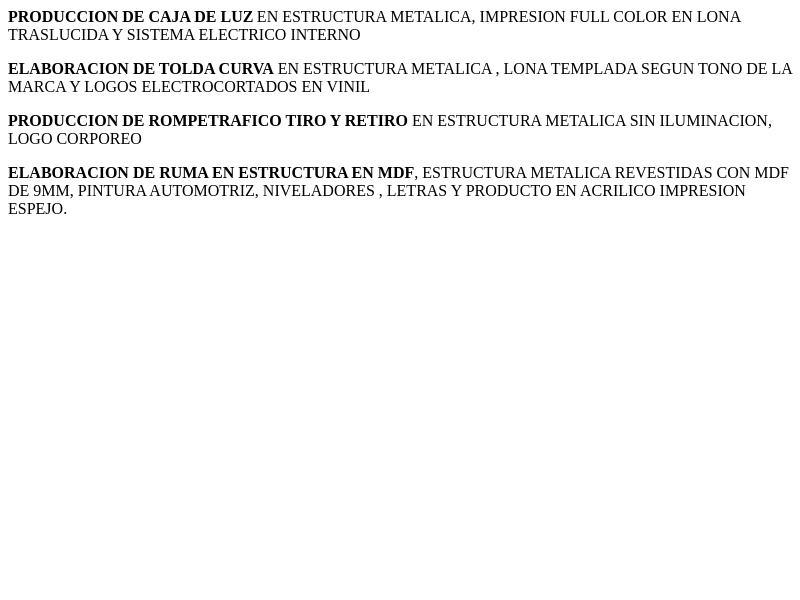 PRODUCCION DE CAJA DE LUZ EN ESTRUCTURA METALICA, IMPRESION FULL COLOR EN LONA
TRASLUCIDA Y SISTEMA ELECTRICO INTERNO
ELABORACION DE TOLDA CURVA EN ESTRUCTURA METALICA , LONA TEMPLADA SEGUN TONO DE LA
MARCA Y LOGOS ELECTROCORTADOS EN VINIL
PRODUCCION DE ROMPETRAFICO TIRO Y RETIRO EN ESTRUCTURA METALICA SIN ILUMINACION,
LOGO CORPOREO
ELABORACION DE RUMA EN ESTRUCTURA EN MDF, ESTRUCTURA METALICA REVESTIDAS CON MDF
DE 9MM, PINTURA AUTOMOTRIZ, NIVELADORES , LETRAS Y PRODUCTO EN ACRILICO IMPRESION
ESPEJO.